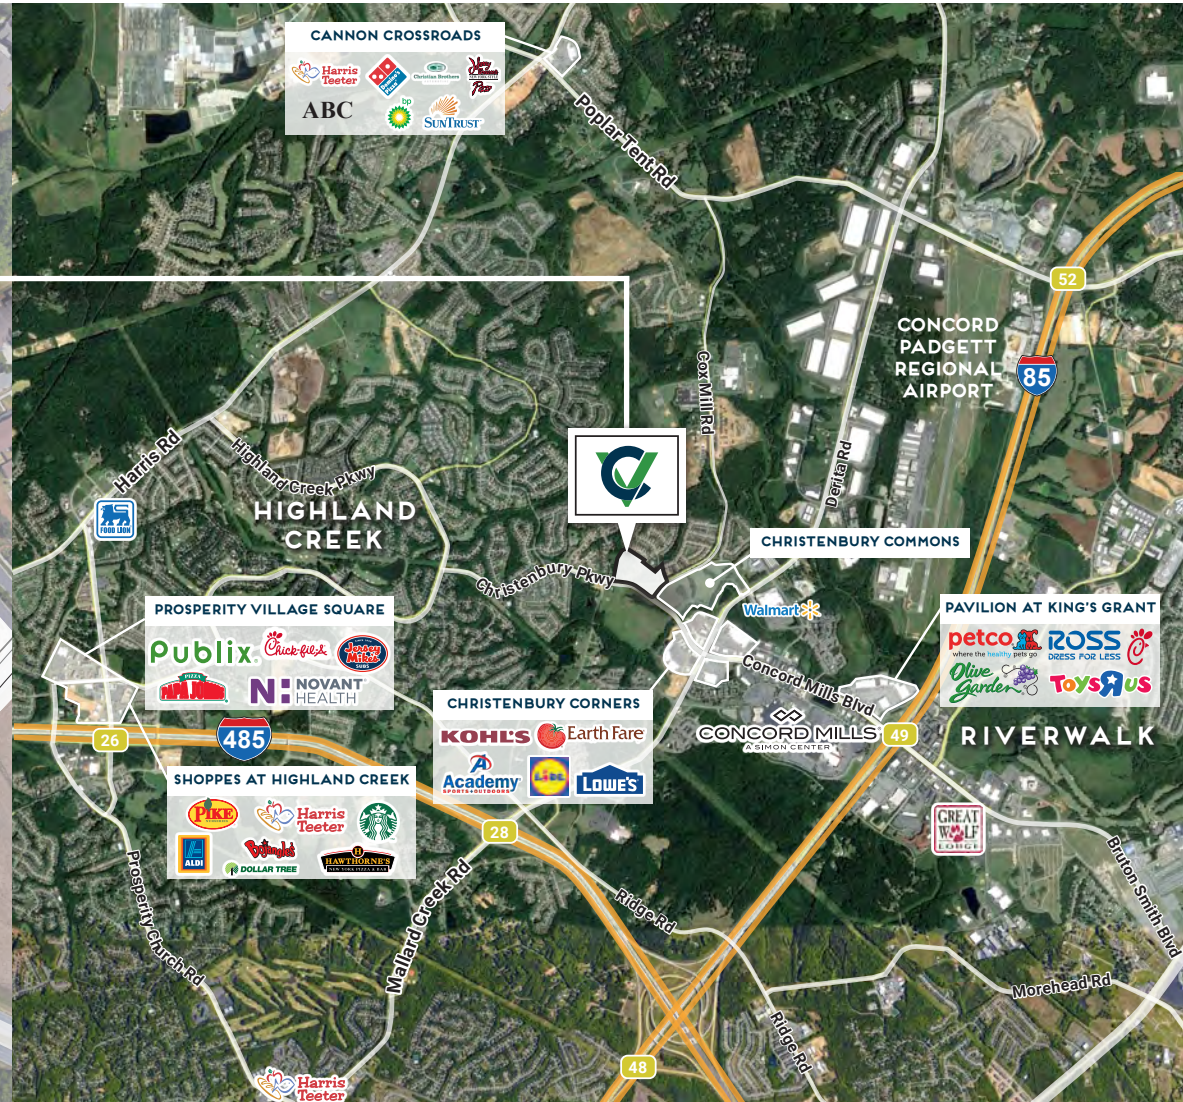 CANNON CROSSROADS
Harris
Teeter
Domino's
Pizza
Christian Brothers
ABC
bp
SUNTRUST
Poplar Tent Rd
52
CONCORD
PADGETT
REGIONAL
AIRPORT
85
Cox Mill Rd
Derita Rd
Harris Rd
Highland Creek Pkwy
FOOD LION
HIGHLAND
CREEK
CV
CHRISTENBURY COMMONS
Christenbury Pkwy
Walmart
PROSPERITY VILLAGE SQUARE
Publix.
Chick-fil-A
Jersey
Mike's
SUBS
PIZZA
PAPA JOHN'S
N
NOVANT
HEALTH
PAVILION AT KING'S GRANT
petco
where the healthy pets go
ROSS
DRESS FOR LESS
Olive
Garden
TOYS R US
Concord Mills Blvd
CONCORD MILLS
A SIMON CENTER
49
RIVERWALK
CHRISTENBURY CORNERS
KOHL'S
Earth Fare
Academy
SPORTS+OUTDOORS
LIDL
LOWE'S
26
485
SHOPPES AT HIGHLAND CREEK
PIKE
Harris
Teeter
ALDI
Bojangles'
DOLLAR TREE
H
HAWTHORNE'S
NEW YORK PIZZA & BAR
28
GREAT
WOLF
LODGE
Bruton Smith Blvd
Prosperity Church Rd
Mallard Creek Rd
Ridge Rd
Morehead Rd
Ridge Rd
48
Harris
Teeter